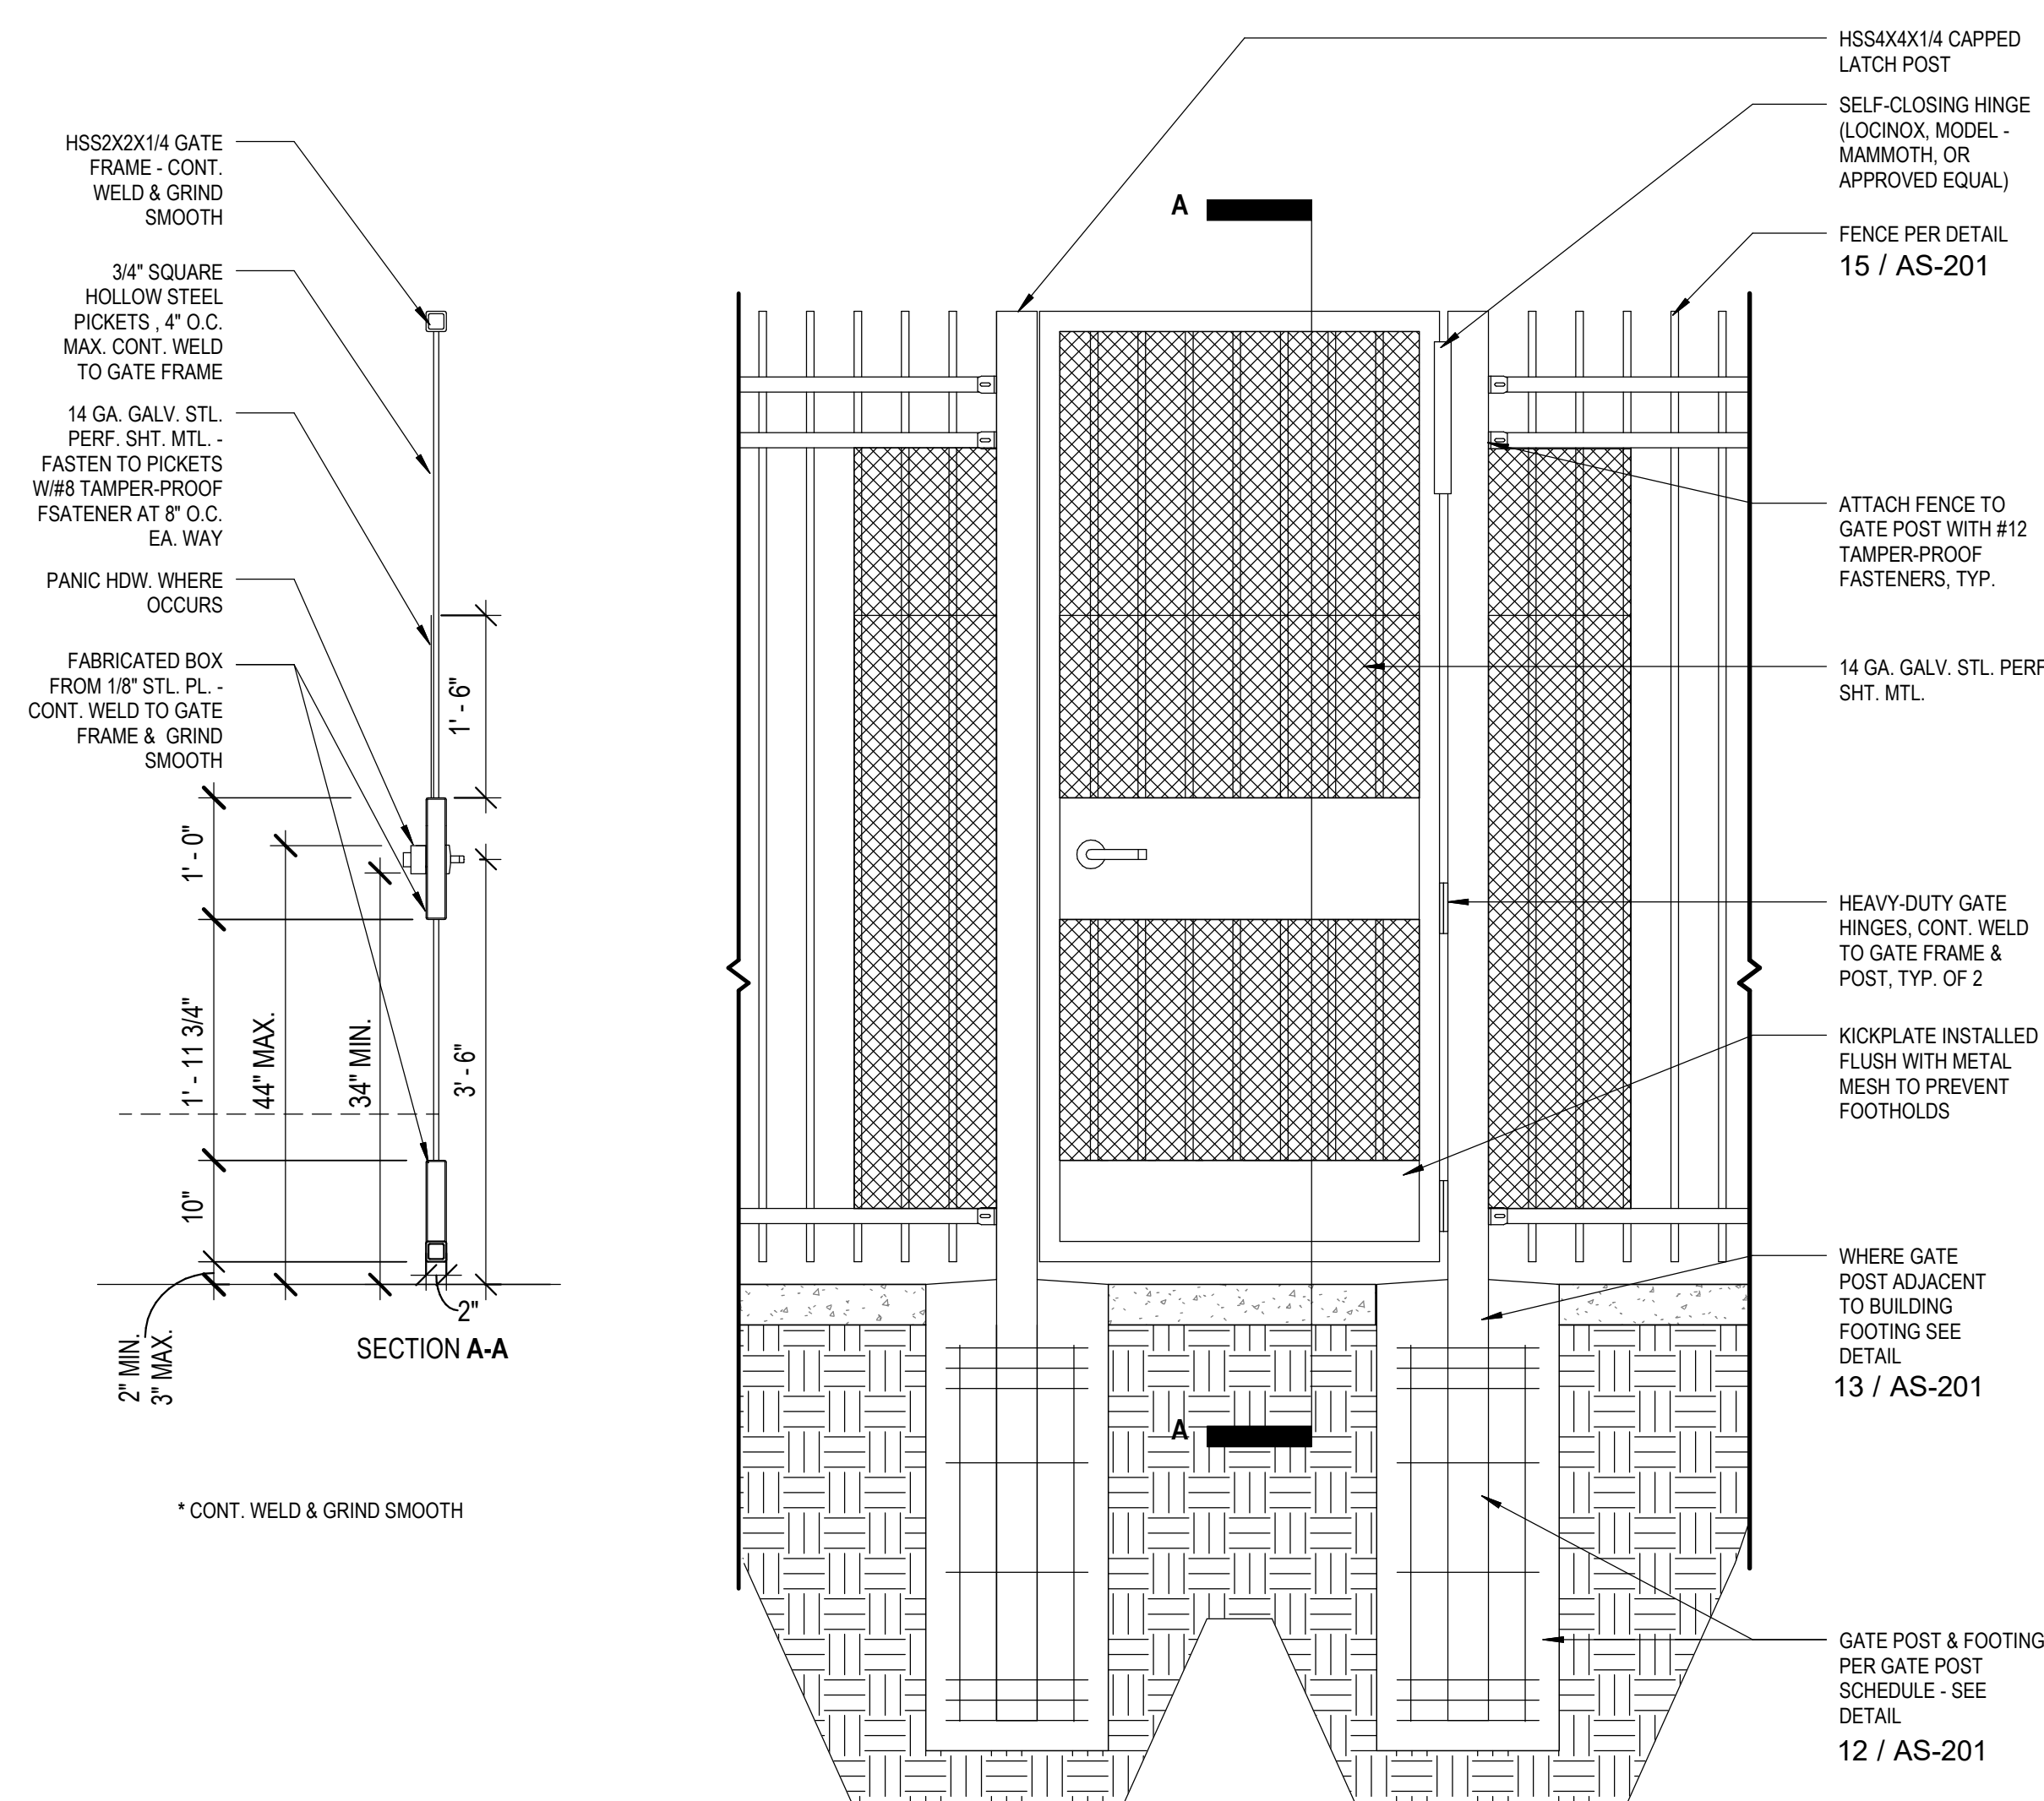 HSS2X2X1/4 GATE
FRAME - CONT.
WELD & GRIND
SMOOTH
3/4" SQUARE
HOLLOW STEEL
PICKETS , 4" O.C.
MAX. CONT. WELD
TO GATE FRAME
14 GA. GALV. STL.
PERF. SHT. MTL. -
FASTEN TO PICKETS
W/#8 TAMPER-PROOF
FSATENER AT 8" O.C.
EA. WAY
PANIC HDW. WHERE
OCCURS
FABRICATED BOX
FROM 1/8" STL. PL. -
CONT. WELD TO GATE
FRAME & GRIND
SMOOTH
1' - 6"
1' - 0"
1' - 11 3/4"
44" MAX.
34" MIN.
3' - 6"
10"
2" MIN.
3" MAX.
2"
SECTION A-A
* CONT. WELD & GRIND SMOOTH
A
A
HSS4X4X1/4 CAPPED
LATCH POST
SELF-CLOSING HINGE
(LOCINOX, MODEL -
MAMMOTH, OR
APPROVED EQUAL)
FENCE PER DETAIL
15 / AS-201
ATTACH FENCE TO
GATE POST WITH #12
TAMPER-PROOF
FASTENERS, TYP.
14 GA. GALV. STL. PERF
SHT. MTL.
HEAVY-DUTY GATE
HINGES, CONT. WELD
TO GATE FRAME &
POST, TYP. OF 2
KICKPLATE INSTALLED
FLUSH WITH METAL
MESH TO PREVENT
FOOTHOLDS
WHERE GATE
POST ADJACENT
TO BUILDING
FOOTING SEE
DETAIL
13 / AS-201
GATE POST & FOOTING
PER GATE POST
SCHEDULE - SEE
DETAIL
12 / AS-201